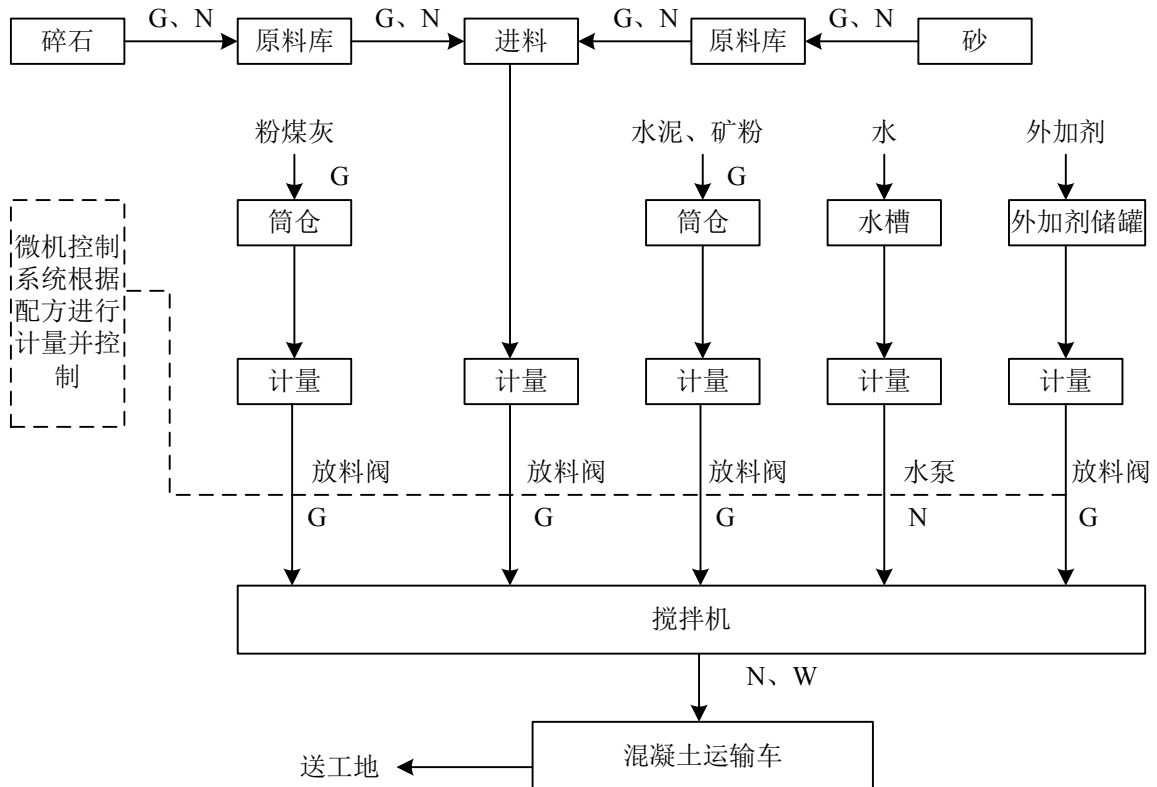 G、N
G、N
G、N
G、N
碎石
原料库
进料
原料库
砂
粉煤灰
水泥、矿粉
水
外加剂
G
G
筒仓
筒仓
水槽
外加剂储罐
微机控制
系统根据
配方进行
计量并控
制
计量
计量
计量
计量
计量
放料阀
放料阀
放料阀
水泵
放料阀
G
G
G
N
G
搅拌机
N、W
混凝土运输车
送工地